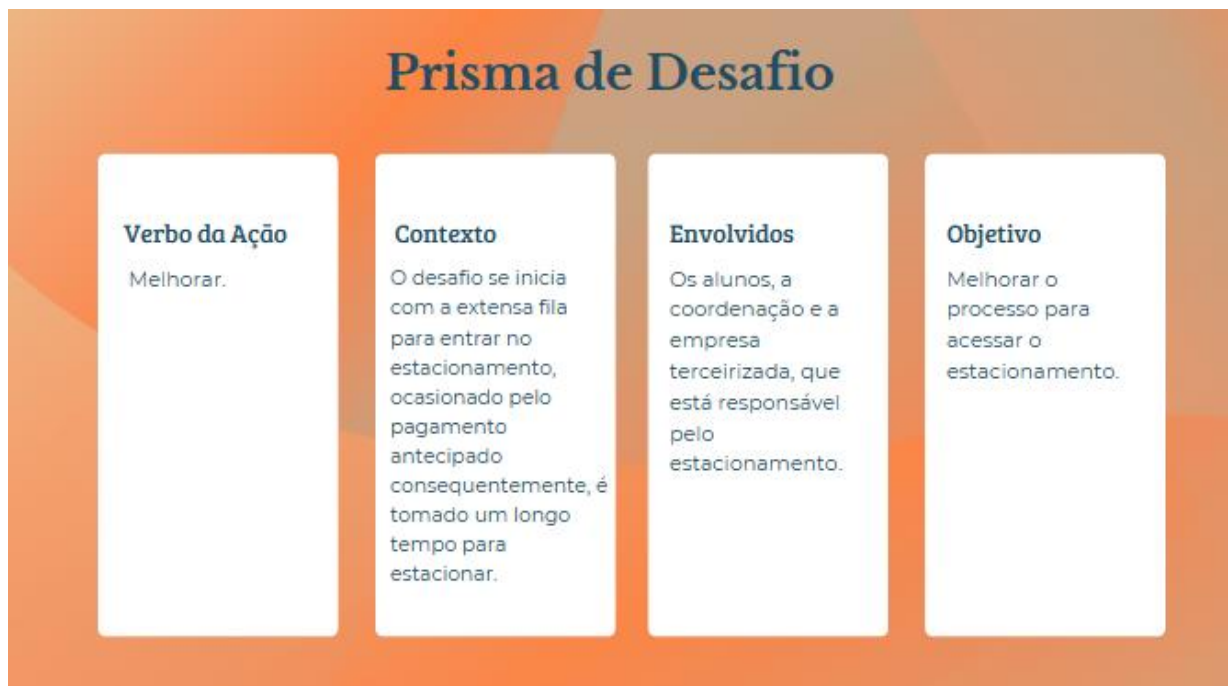 Prisma de Desafio
Verbo da Ação
Melhorar.
Contexto
O desafio se inicia
com a extensa fila
para entrar no
estacionamento,
ocasionado pelo
pagamento
antecipado
consequentemente, é
tomado um longo
tempo para
estacionar.
Envolvidos
Os alunos, a
coordenação e a
empresa
terceirizada, que
está responsável
pelo
estacionamento.
Objetivo
Melhorar o
processo para
acessar o
estacionamento.